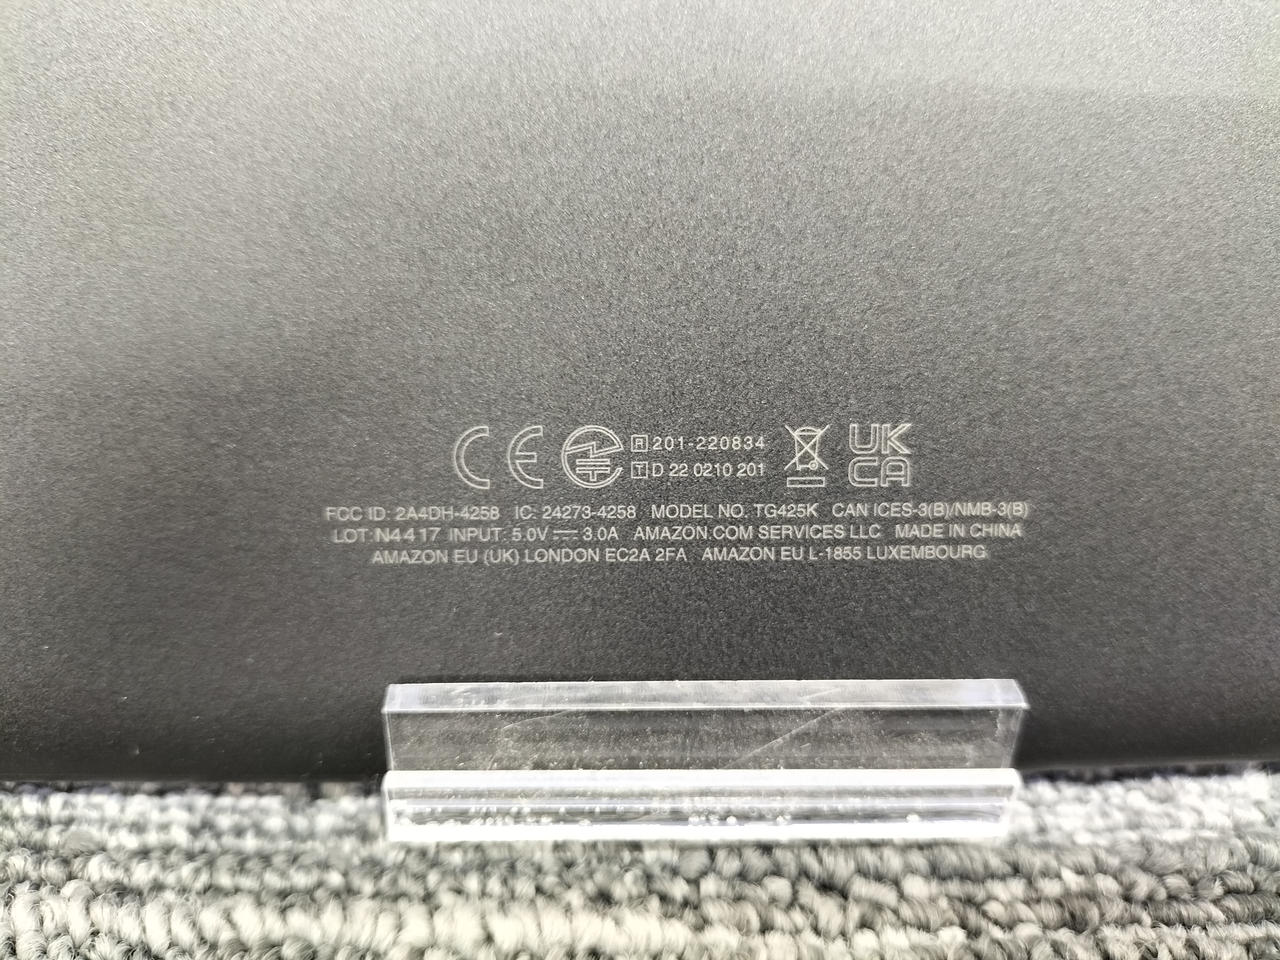 CE R 201-220834 UK
T D 22 0210 201 CA
FCC ID: 2A4DH-4258 IC: 24273-4258 MODEL NO. TG425K CAN ICES-3(B)/NMB-3(B)
LOT:N4417 INPUT: 5.0V⎓3.0A AMAZON.COM SERVICES LLC MADE IN CHINA
AMAZON EU (UK) LONDON EC2A 2FA AMAZON EU L-1855 LUXEMBOURG